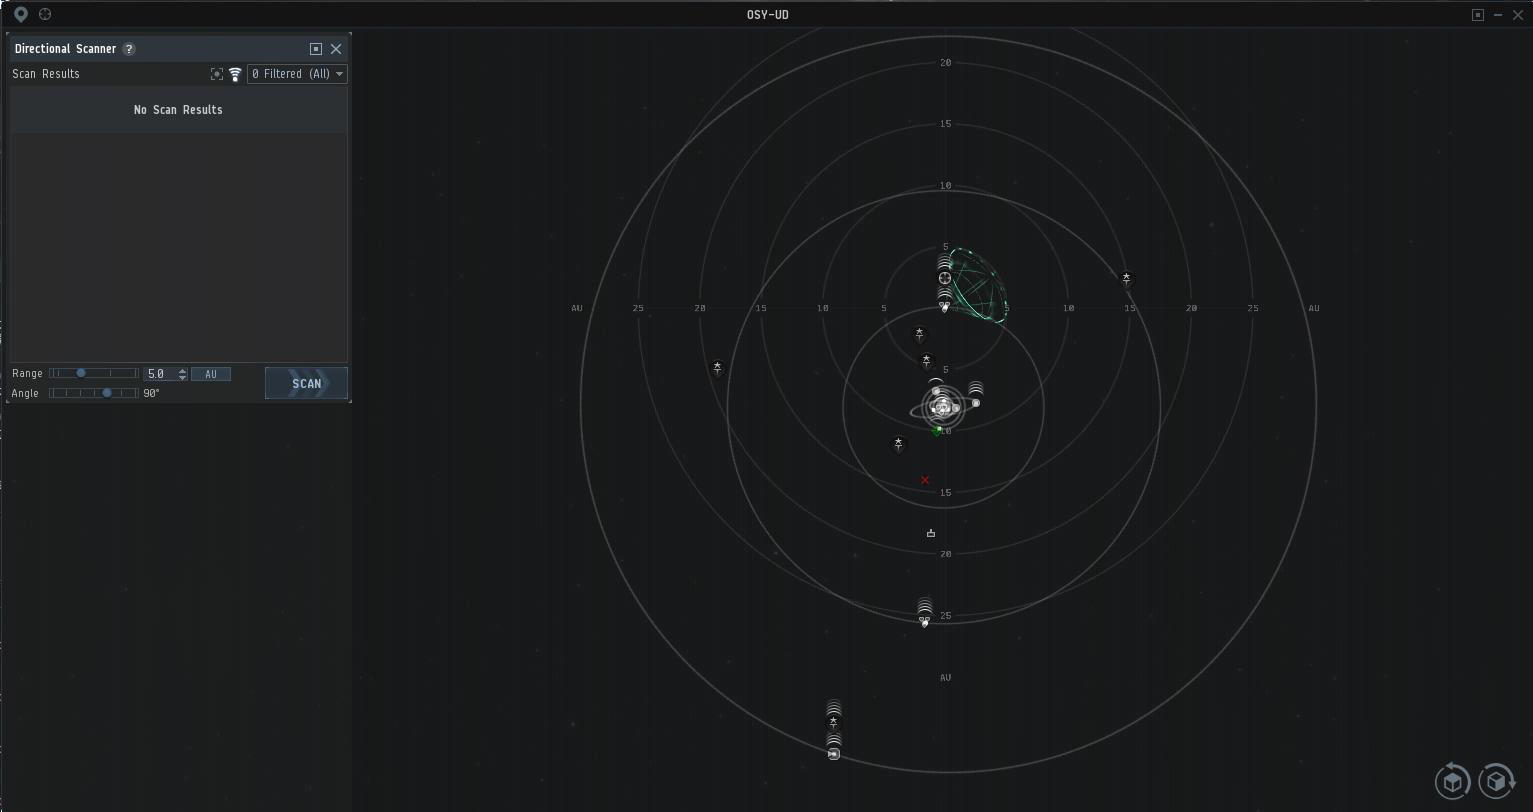 OSY-UD
Directional Scanner ?
Scan Results
0 Filtered (All)
No Scan Results
Range
5.0
AU
Angle
90°
SCAN
20
15
10
5
AU 25 20 15 10 5 5 10 15 20 25 AU
5
10
15
20
25
AU